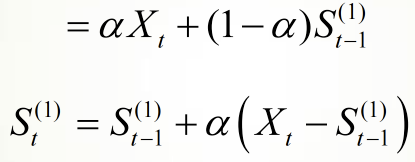 = αX_t + (1−α)S_{t−1}^{(1)}
S_t^{(1)} = S_{t−1}^{(1)} + α(X_t − S_{t−1}^{(1)})